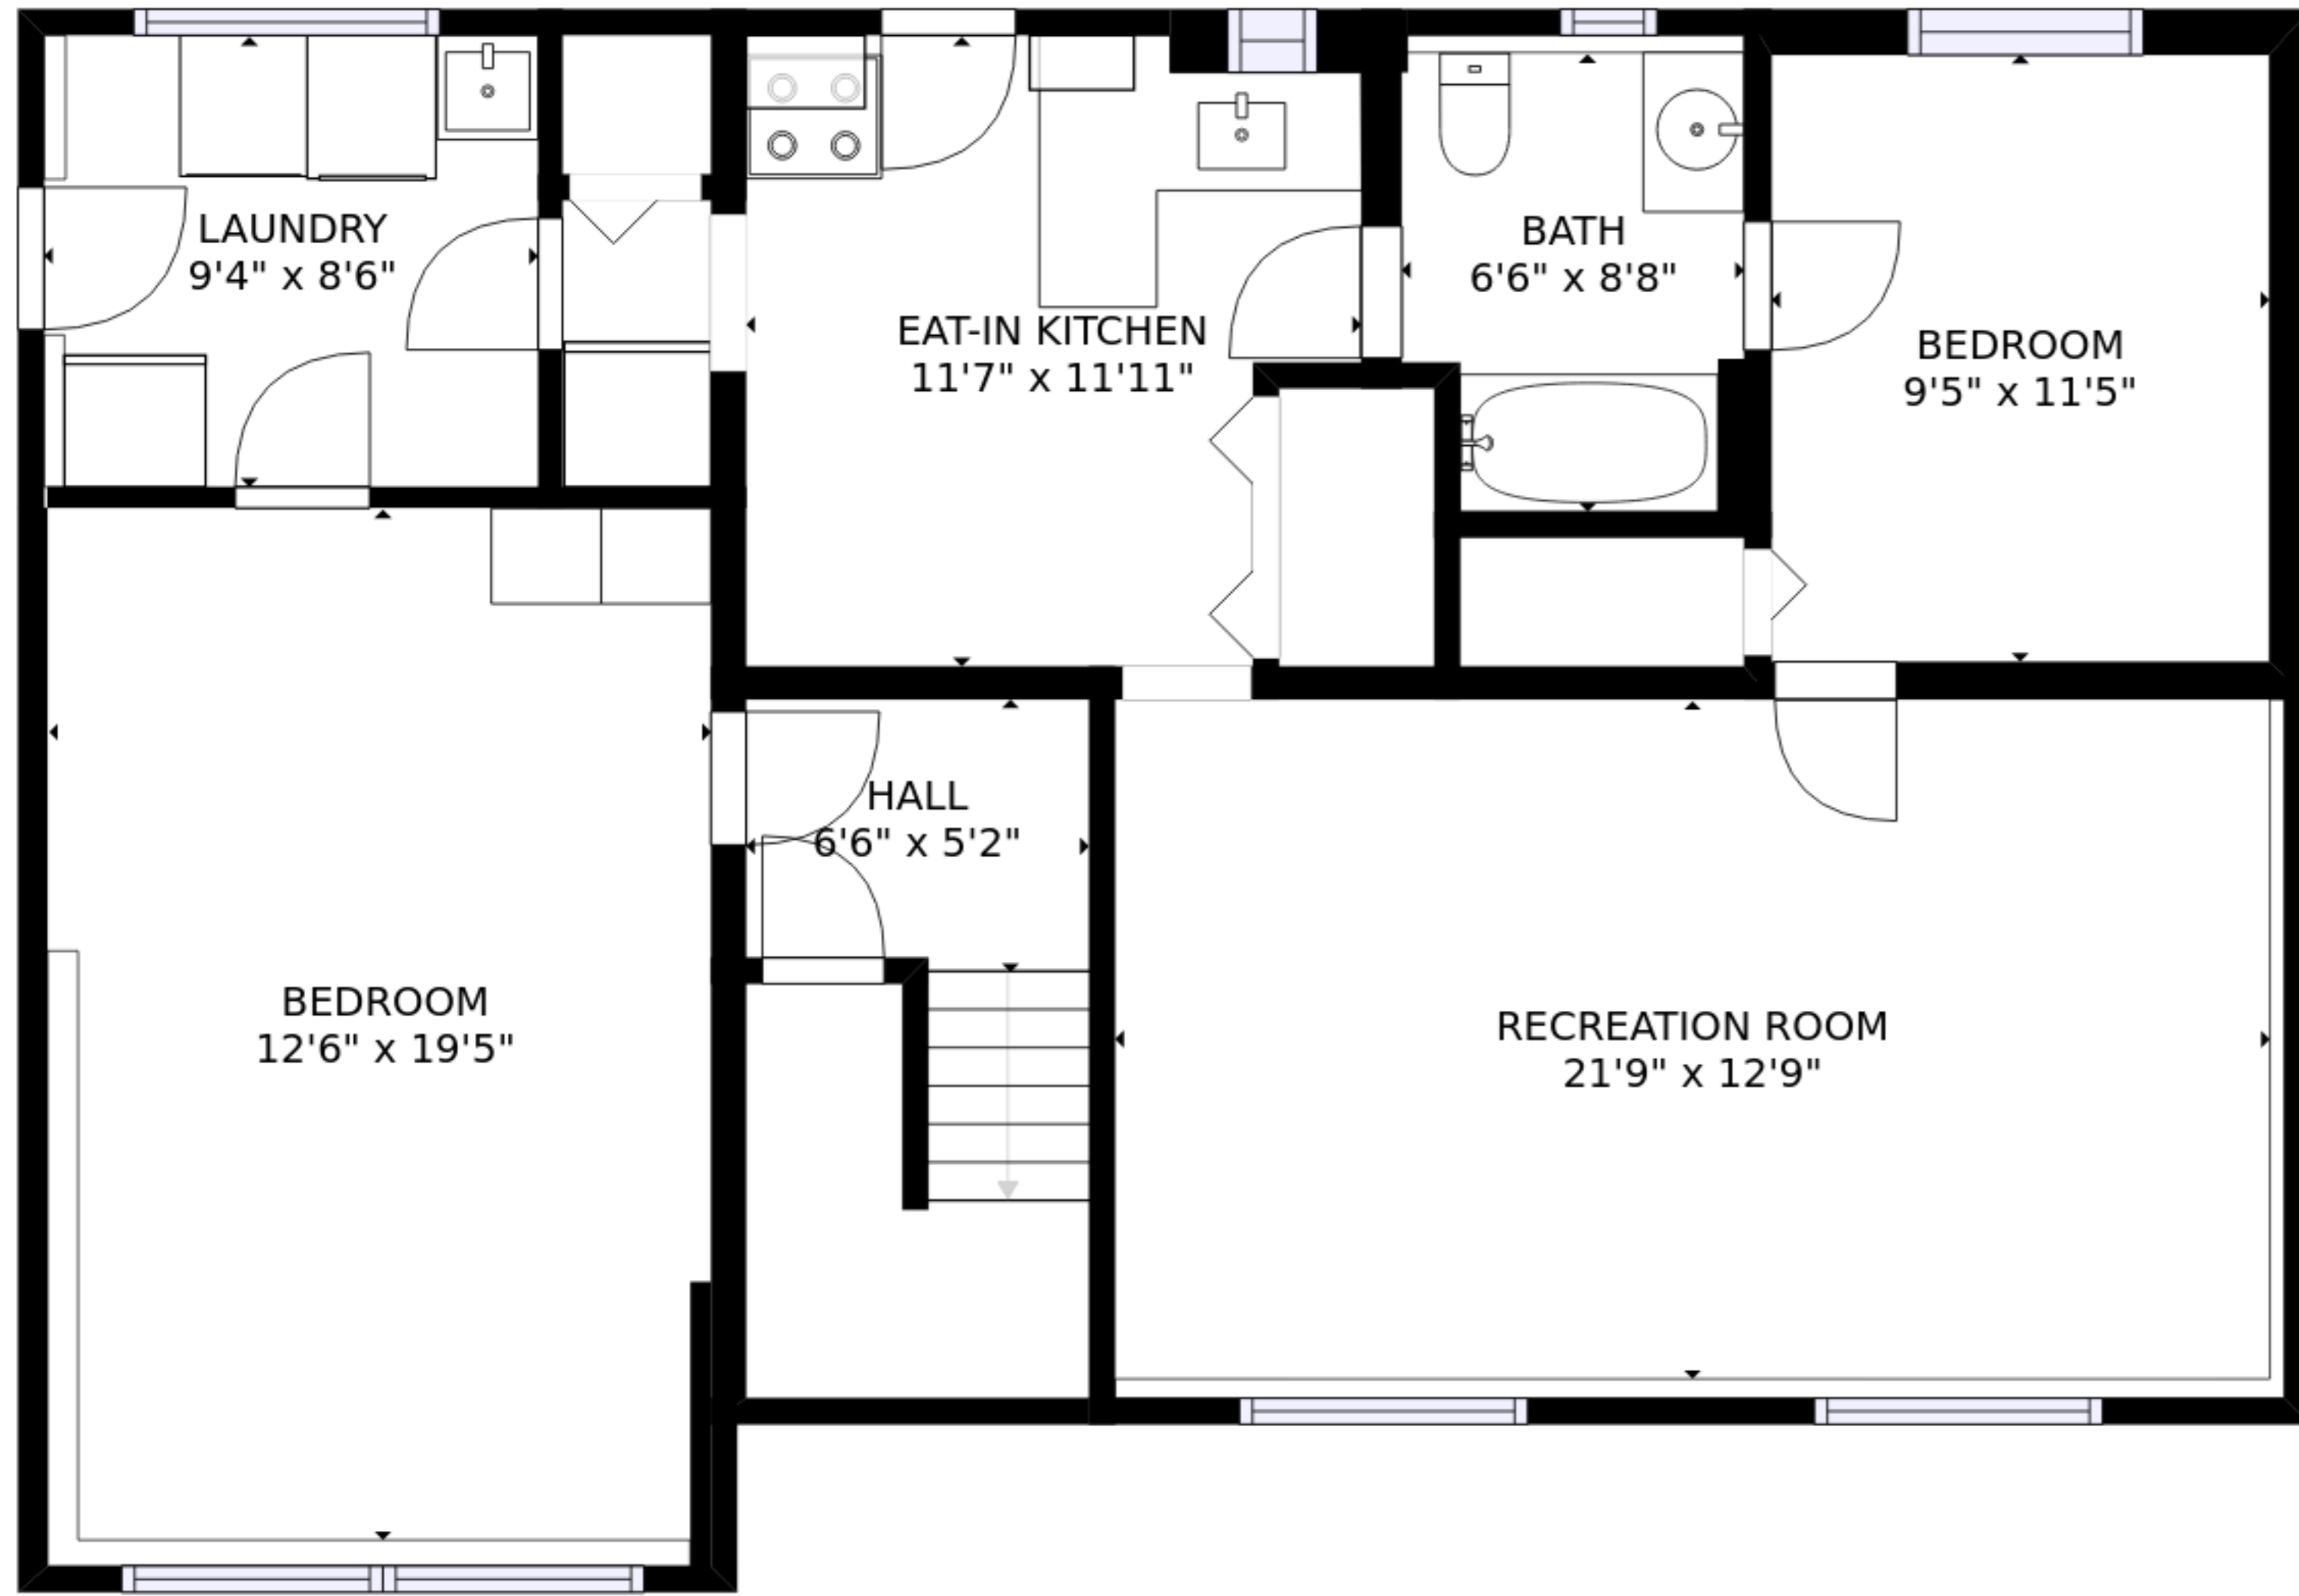 LAUNDRY
9'4" x 8'6"
BATH
6'6" x 8'8"
EAT-IN KITCHEN
11'7" x 11'11"
BEDROOM
9'5" x 11'5"
HALL
6'6" x 5'2"
BEDROOM
12'6" x 19'5"
RECREATION ROOM
21'9" x 12'9"